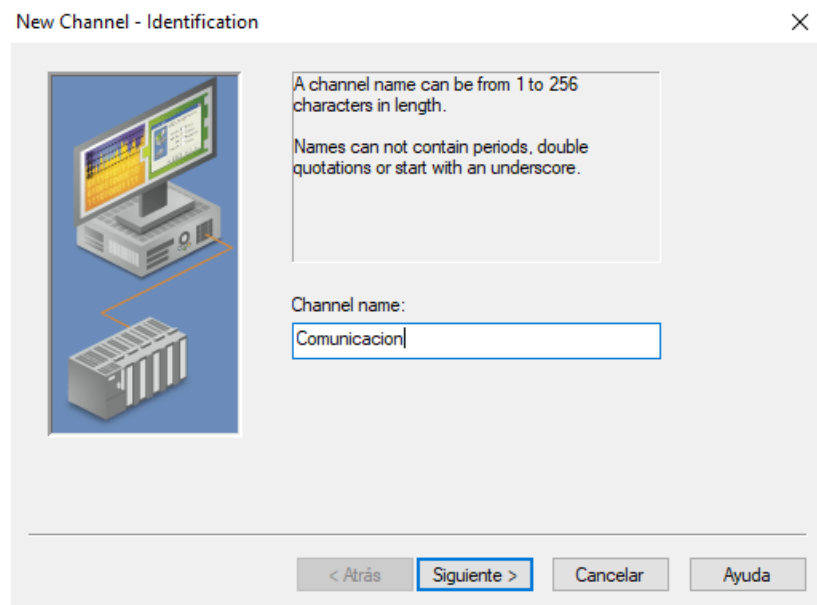 New Channel - Identification
A channel name can be from 1 to 256
characters in length.
Names can not contain periods, double
quotations or start with an underscore.
Channel name:
Comunicacion
< Atrás
Siguiente >
Cancelar
Ayuda